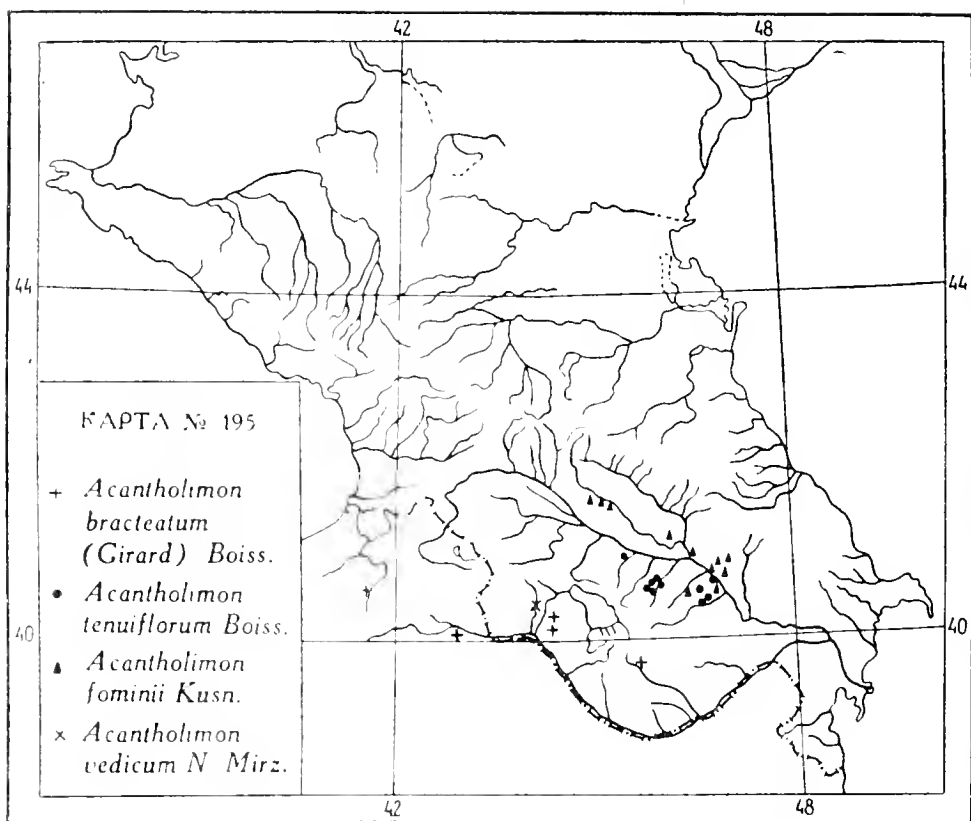 42 48
44 44
КАРТА № 195
+ Acantholimon
bracteatum
(Girard) Boiss.
• Acantholimon
tenuiflorum Boiss.
▲ Acantholimon
fominii Kusn.
× Acantholimon
vedicum N Mirz.
40 40
42 48